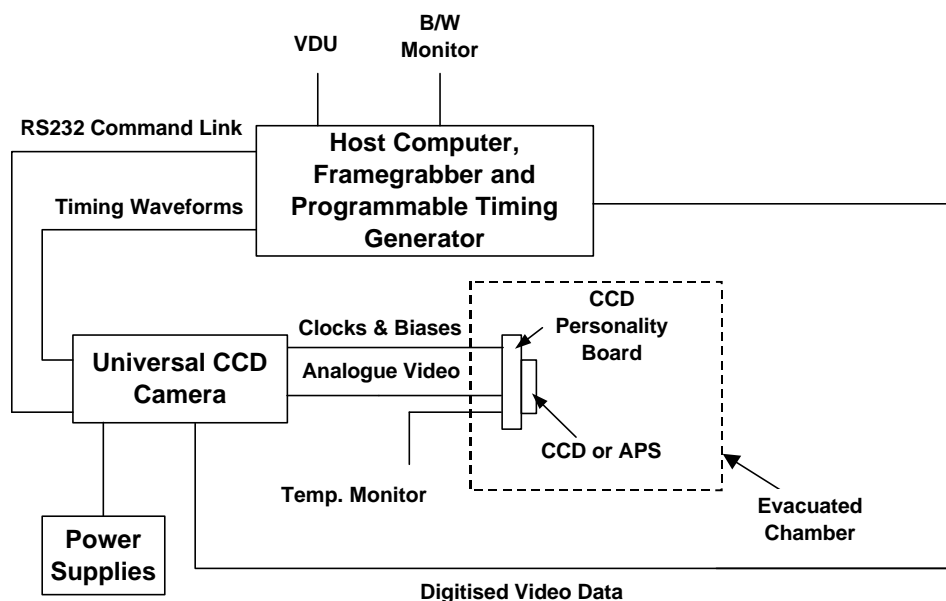 VDU
B/W
Monitor
RS232 Command Link
Host Computer,
Framegrabber and
Programmable Timing
Generator
Timing Waveforms
CCD
Personality
Board
Clocks & Biases
Universal CCD
Camera
Analogue Video
CCD or APS
Temp. Monitor
Evacuated
Chamber
Power
Supplies
Digitised Video Data